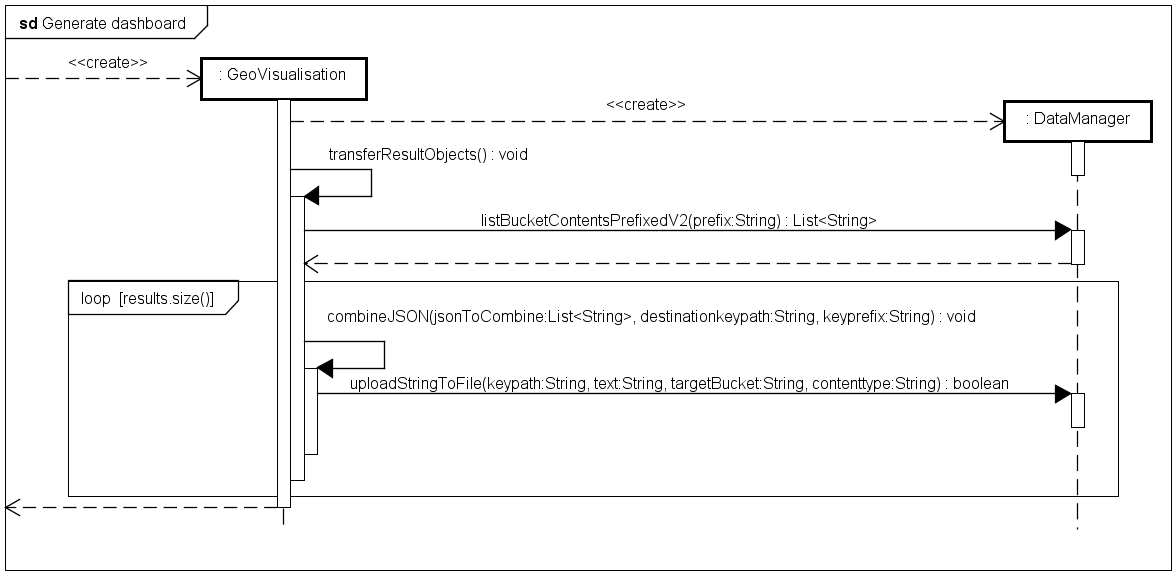 sd Generate dashboard
<<create>>
: GeoVisualisation
<<create>>
: DataManager
transferResultObjects() : void
listBucketContentsPrefixedV2(prefix:String) : List<String>
loop [results.size()]
combineJSON(jsonToCombine:List<String>, destinationkeypath:String, keyprefix:String) : void
uploadStringToFile(keypath:String, text:String, targetBucket:String, contenttype:String) : boolean